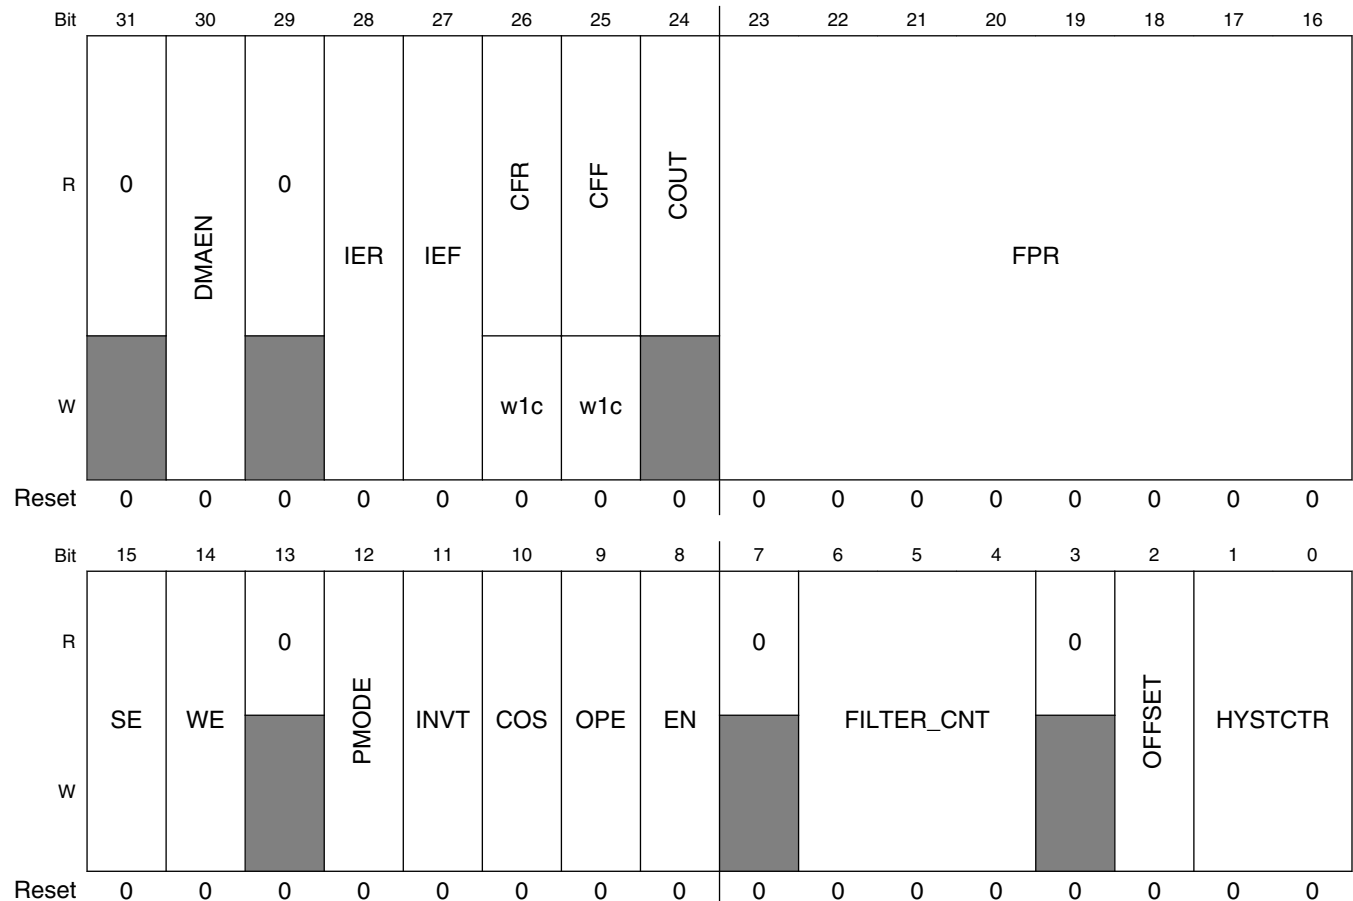 Bit 31 30 29 28 27 26 25 24 23 22 21 20 19 18 17 16
R 0 DMAEN 0 IER IEF CFR CFF COUT FPR
W w1c w1c
Reset 0 0 0 0 0 0 0 0 0 0 0 0 0 0 0 0
Bit 15 14 13 12 11 10 9 8 7 6 5 4 3 2 1 0
R SE WE 0 PMODE INVT COS OPE EN 0 FILTER_CNT 0 OFFSET HYSTCTR
W
Reset 0 0 0 0 0 0 0 0 0 0 0 0 0 0 0 0